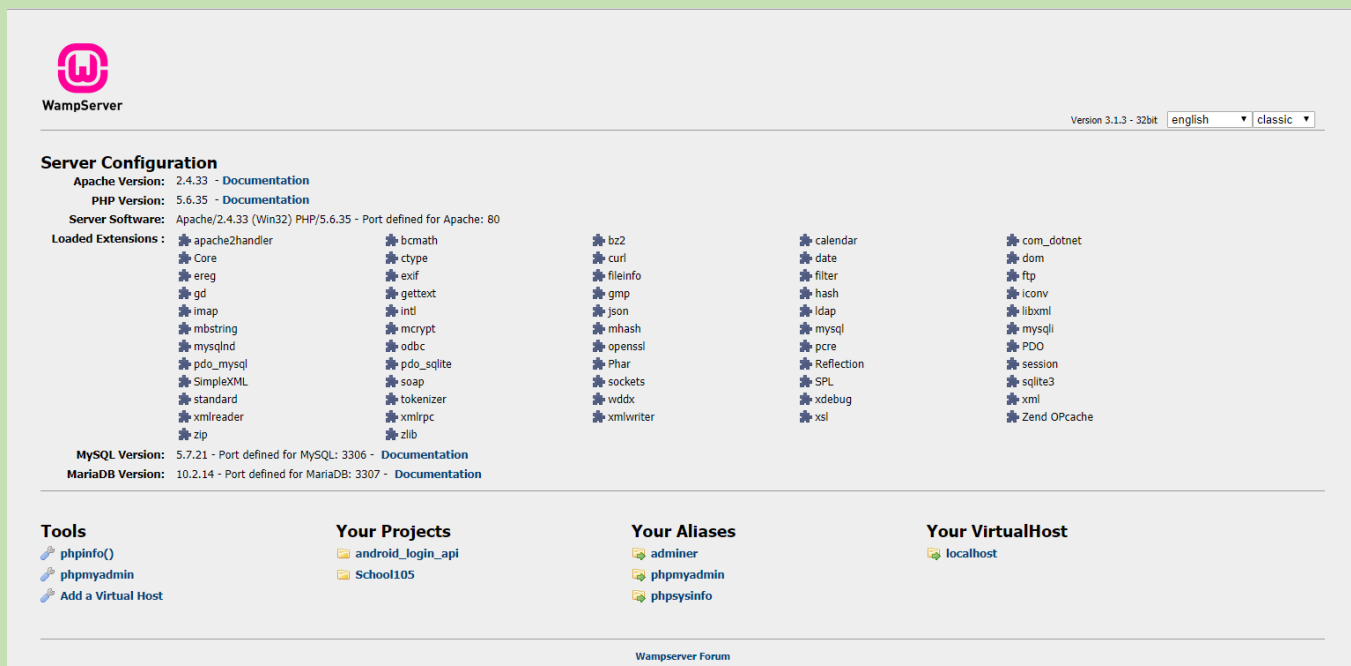 WampServer
Version 3.1.3 - 32bit english classic
Server Configuration
Apache Version: 2.4.33 - Documentation
PHP Version: 5.6.35 - Documentation
Server Software: Apache/2.4.33 (Win32) PHP/5.6.35 - Port defined for Apache: 80
Loaded Extensions : apache2handler bcmath bz2 calendar com_dotnet
Core ctype curl date dom
ereg exif fileinfo filter ftp
gd gettext gmp hash iconv
imap intl json ldap libxml
mbstring mcrypt mhash mysql mysqli
mysqlnd odbc openssl pcre PDO
pdo_mysql pdo_sqlite Phar Reflection session
SimpleXML soap sockets SPL sqlite3
standard tokenizer wddx xdebug xml
xmlreader xmlrpc xmlwriter xsl Zend OPcache
zip zlib
MySQL Version: 5.7.21 - Port defined for MySQL: 3306 - Documentation
MariaDB Version: 10.2.14 - Port defined for MariaDB: 3307 - Documentation
Tools Your Projects Your Aliases Your VirtualHost
phpinfo() android_login_api adminer localhost
phpmyadmin School105 phpmyadmin
Add a Virtual Host phpsysinfo
Wampserver Forum